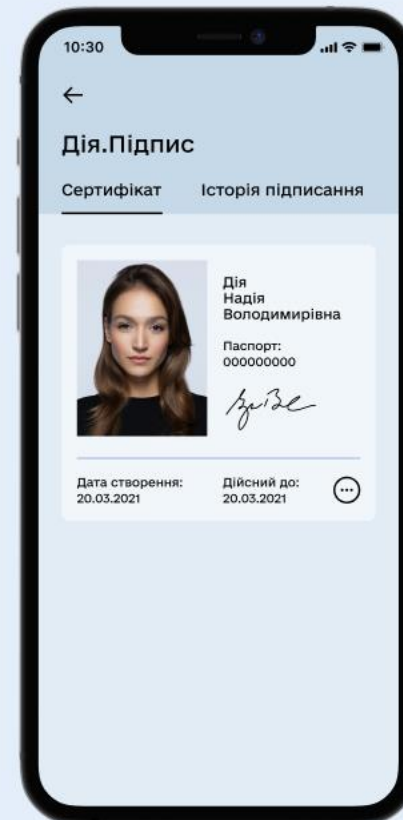 10:30
Дія.Підпис
Сертифікат Історія підписання
Дія
Надія
Володимирівна
Паспорт:
000000000
Дата створення: Дійсний до:
20.03.2021 20.03.2021